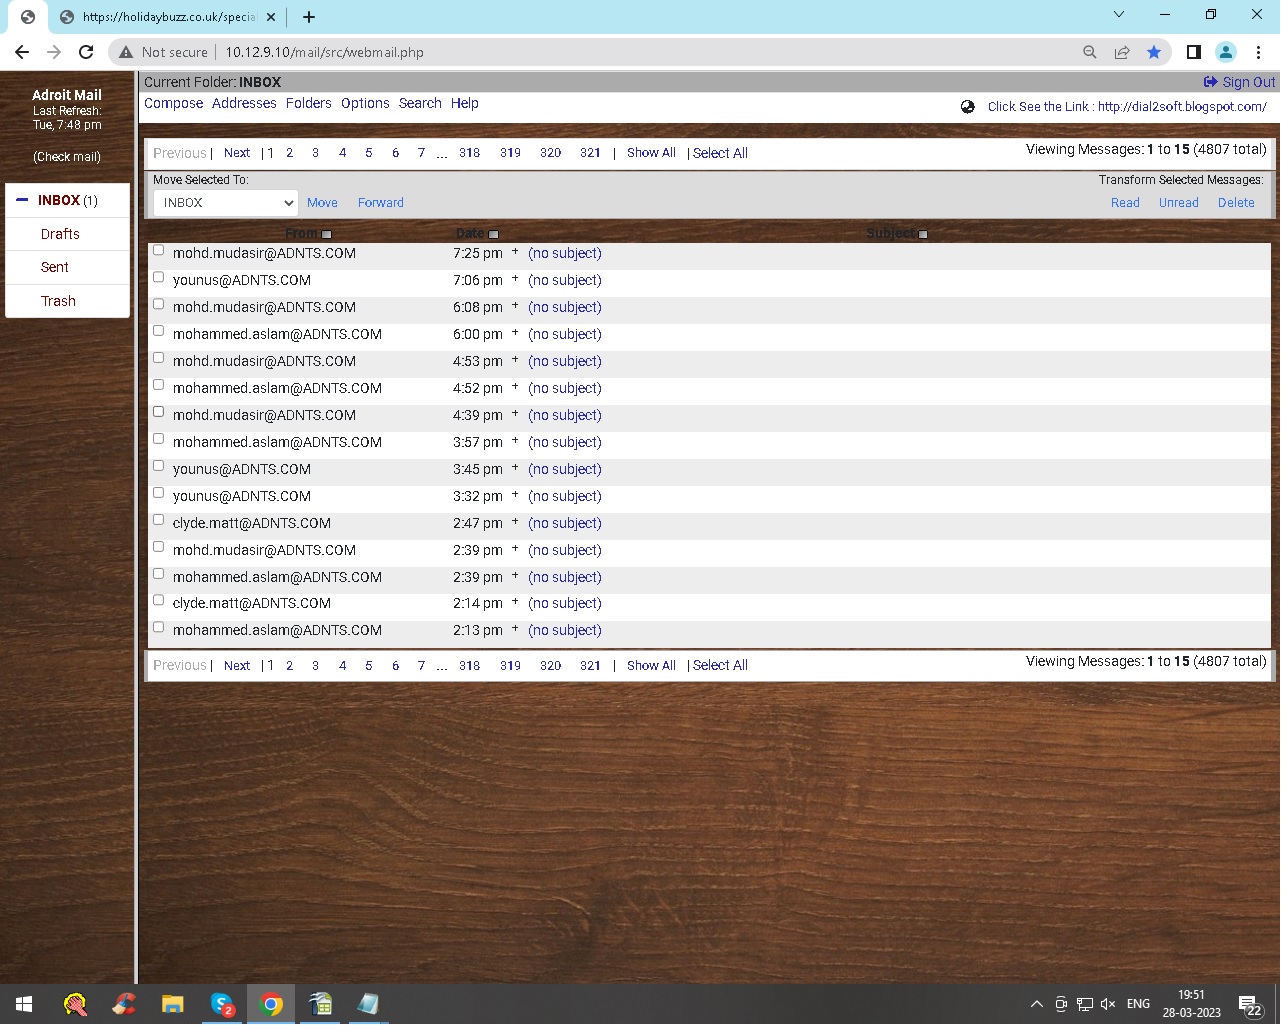 https://holidaybuzz.co.uk/specia
Not secure 10.12.9.10/mail/src/webmail.php
Adroit Mail
Last Refresh:
Tue, 7:48 pm
(Check mail)
INBOX (1)
Drafts
Sent
Trash
Current Folder: INBOX Sign Out
Compose Addresses Folders Options Search Help Click See the Link : http://dial2soft.blogspot.com/
Previous | Next | 1 2 3 4 5 6 7 ... 318 319 320 321 | Show All | Select All Viewing Messages: 1 to 15 (4807 total)
Move Selected To: Transform Selected Messages:
INBOX Move Forward Read Unread Delete
From Date Subject
mohd.mudasir@ADNTS.COM 7:25 pm + (no subject)
younus@ADNTS.COM 7:06 pm + (no subject)
mohd.mudasir@ADNTS.COM 6:08 pm + (no subject)
mohammed.aslam@ADNTS.COM 6:00 pm + (no subject)
mohd.mudasir@ADNTS.COM 4:53 pm + (no subject)
mohammed.aslam@ADNTS.COM 4:52 pm + (no subject)
mohd.mudasir@ADNTS.COM 4:39 pm + (no subject)
mohammed.aslam@ADNTS.COM 3:57 pm + (no subject)
younus@ADNTS.COM 3:45 pm + (no subject)
younus@ADNTS.COM 3:32 pm + (no subject)
clyde.matt@ADNTS.COM 2:47 pm + (no subject)
mohd.mudasir@ADNTS.COM 2:39 pm + (no subject)
mohammed.aslam@ADNTS.COM 2:39 pm + (no subject)
clyde.matt@ADNTS.COM 2:14 pm + (no subject)
mohammed.aslam@ADNTS.COM 2:13 pm + (no subject)
Previous | Next | 1 2 3 4 5 6 7 ... 318 319 320 321 | Show All | Select All Viewing Messages: 1 to 15 (4807 total)
S 2
ENG
19:51
28-03-2023
22